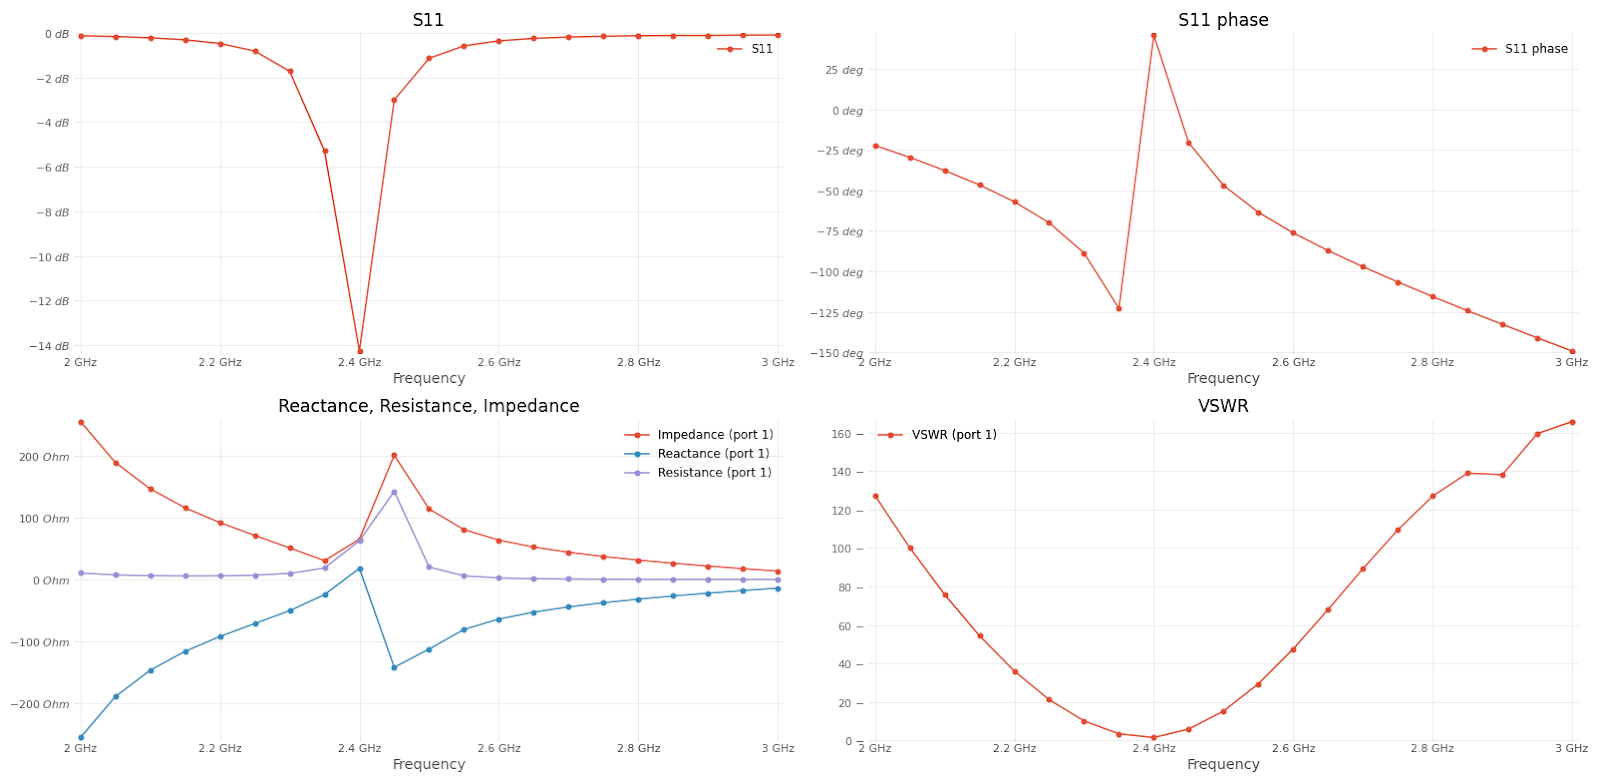 S11
0 dB
−2 dB
−4 dB
−6 dB
−8 dB
−10 dB
−12 dB
−14 dB
S11
2 GHz 2.2 GHz 2.4 GHz 2.6 GHz 2.8 GHz 3 GHz
Frequency
S11 phase
25 deg
0 deg
−25 deg
−50 deg
−75 deg
−100 deg
−125 deg
−150 deg
S11 phase
2 GHz 2.2 GHz 2.4 GHz 2.6 GHz 2.8 GHz 3 GHz
Frequency
Reactance, Resistance, Impedance
200 Ohm
100 Ohm
0 Ohm
−100 Ohm
−200 Ohm
Impedance (port 1)
Reactance (port 1)
Resistance (port 1)
2 GHz 2.2 GHz 2.4 GHz 2.6 GHz 2.8 GHz 3 GHz
Frequency
VSWR
160
140
120
100
80
60
40
20
0
VSWR (port 1)
2 GHz 2.2 GHz 2.4 GHz 2.6 GHz 2.8 GHz 3 GHz
Frequency